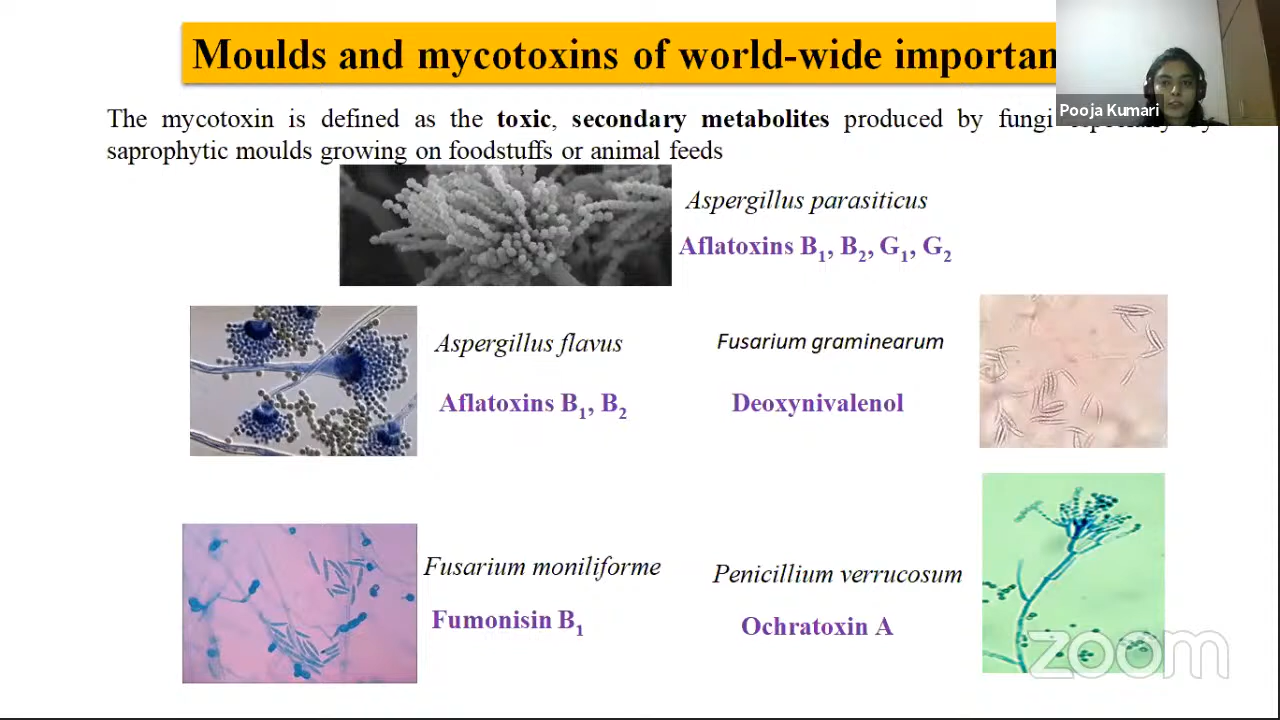 Moulds and mycotoxins of world-wide importan
Pooja Kumari
The mycotoxin is defined as the toxic, secondary metabolites produced by fungi
saprophytic moulds growing on foodstuffs or animal feeds
Aspergillus parasiticus
Aflatoxins B₁, B₂, G₁, G₂
Aspergillus flavus
Aflatoxins B₁, B₂
Fusarium graminearum
Deoxynivalenol
Fusarium moniliforme
Fumonisin B₁
Penicillium verrucosum
Ochratoxin A
zoom